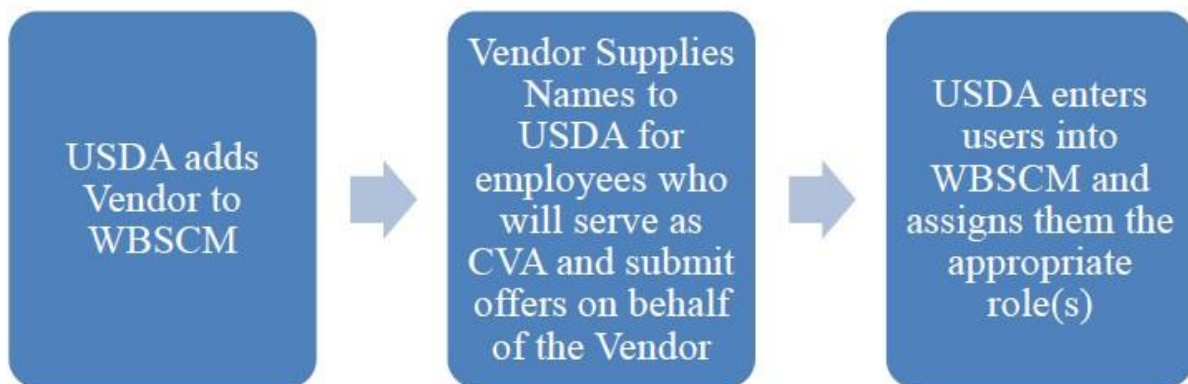 USDA adds
Vendor to
WBSCM
Vendor Supplies
Names to
USDA for
employees who
will serve as
CVA and submit
offers on behalf
of the Vendor
USDA enters
users into
WBSCM and
assigns them the
appropriate
role(s)